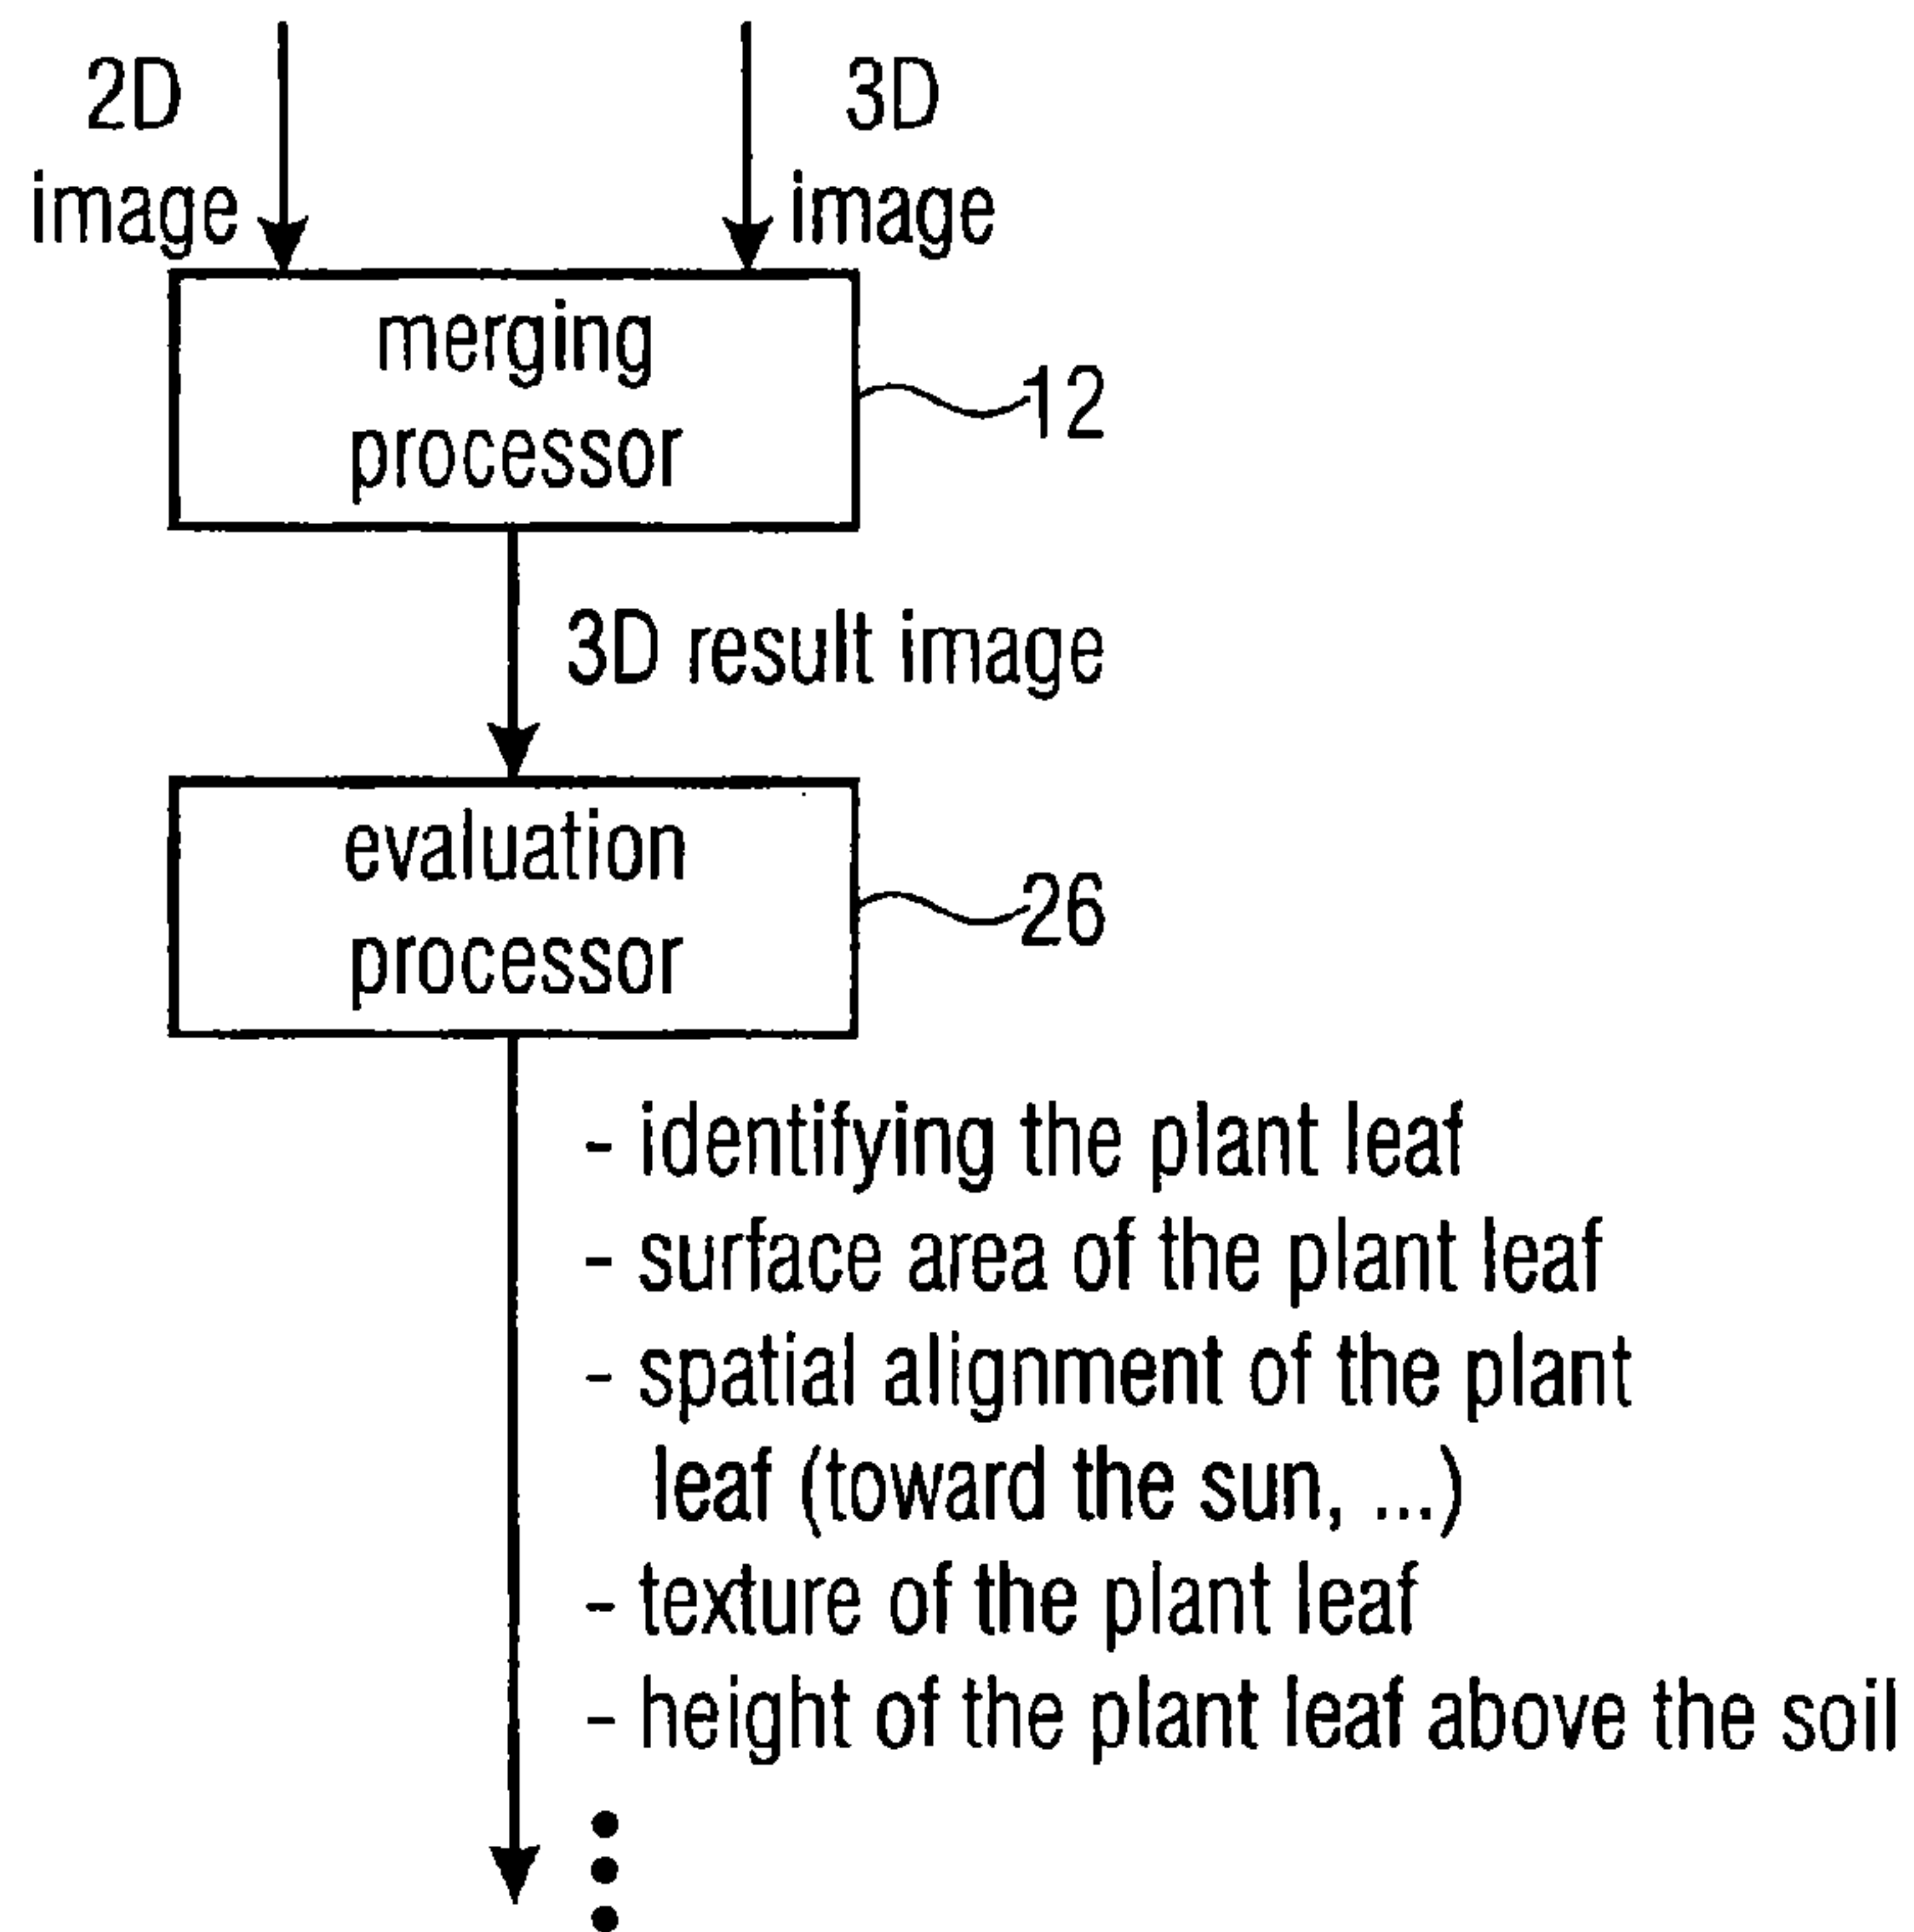 2D
image
3D
image
merging
processor
12
3D result image
evaluation
processor
26
- identifying the plant leaf
- surface area of the plant leaf
- spatial alignment of the plant
leaf (toward the sun, ...)
- texture of the plant leaf
- height of the plant leaf above the soil